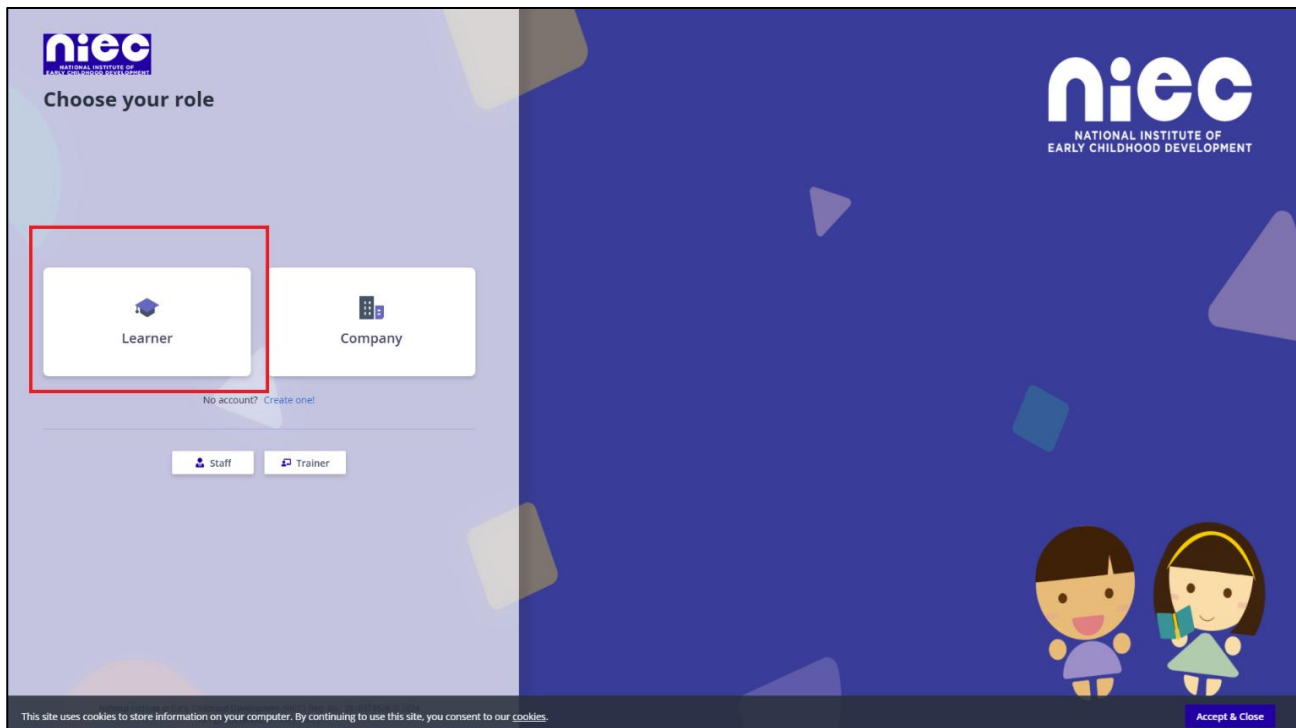 niec
NATIONAL INSTITUTE OF
EARLY CHILDHOOD DEVELOPMENT
Choose your role
Learner
Company
No account? Create one!
Staff
Trainer
niec
NATIONAL INSTITUTE OF
EARLY CHILDHOOD DEVELOPMENT
This site uses cookies to store information on your computer. By continuing to use this site, you consent to our cookies.
Accept & Close